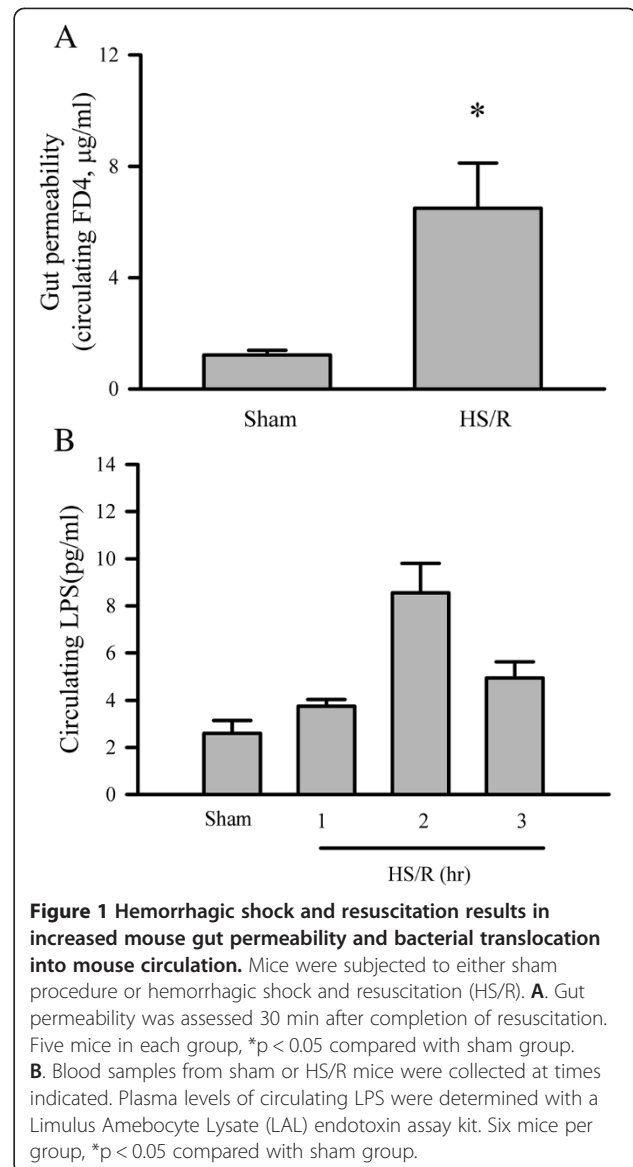 A
12
8
4
0
Gut permeability
(circulating FD4, μg/ml)
*
Sham
HS/R
B
14
12
10
8
6
4
2
0
Circulating LPS(pg/ml)
Sham
1
2
3
HS/R (hr)
Figure 1 Hemorrhagic shock and resuscitation results in
increased mouse gut permeability and bacterial translocation
into mouse circulation. Mice were subjected to either sham
procedure or hemorrhagic shock and resuscitation (HS/R). A. Gut
permeability was assessed 30 min after completion of resuscitation.
Five mice in each group, *p < 0.05 compared with sham group.
B. Blood samples from sham or HS/R mice were collected at times
indicated. Plasma levels of circulating LPS were determined with a
Limulus Amebocyte Lysate (LAL) endotoxin assay kit. Six mice per
group, *p < 0.05 compared with sham group.